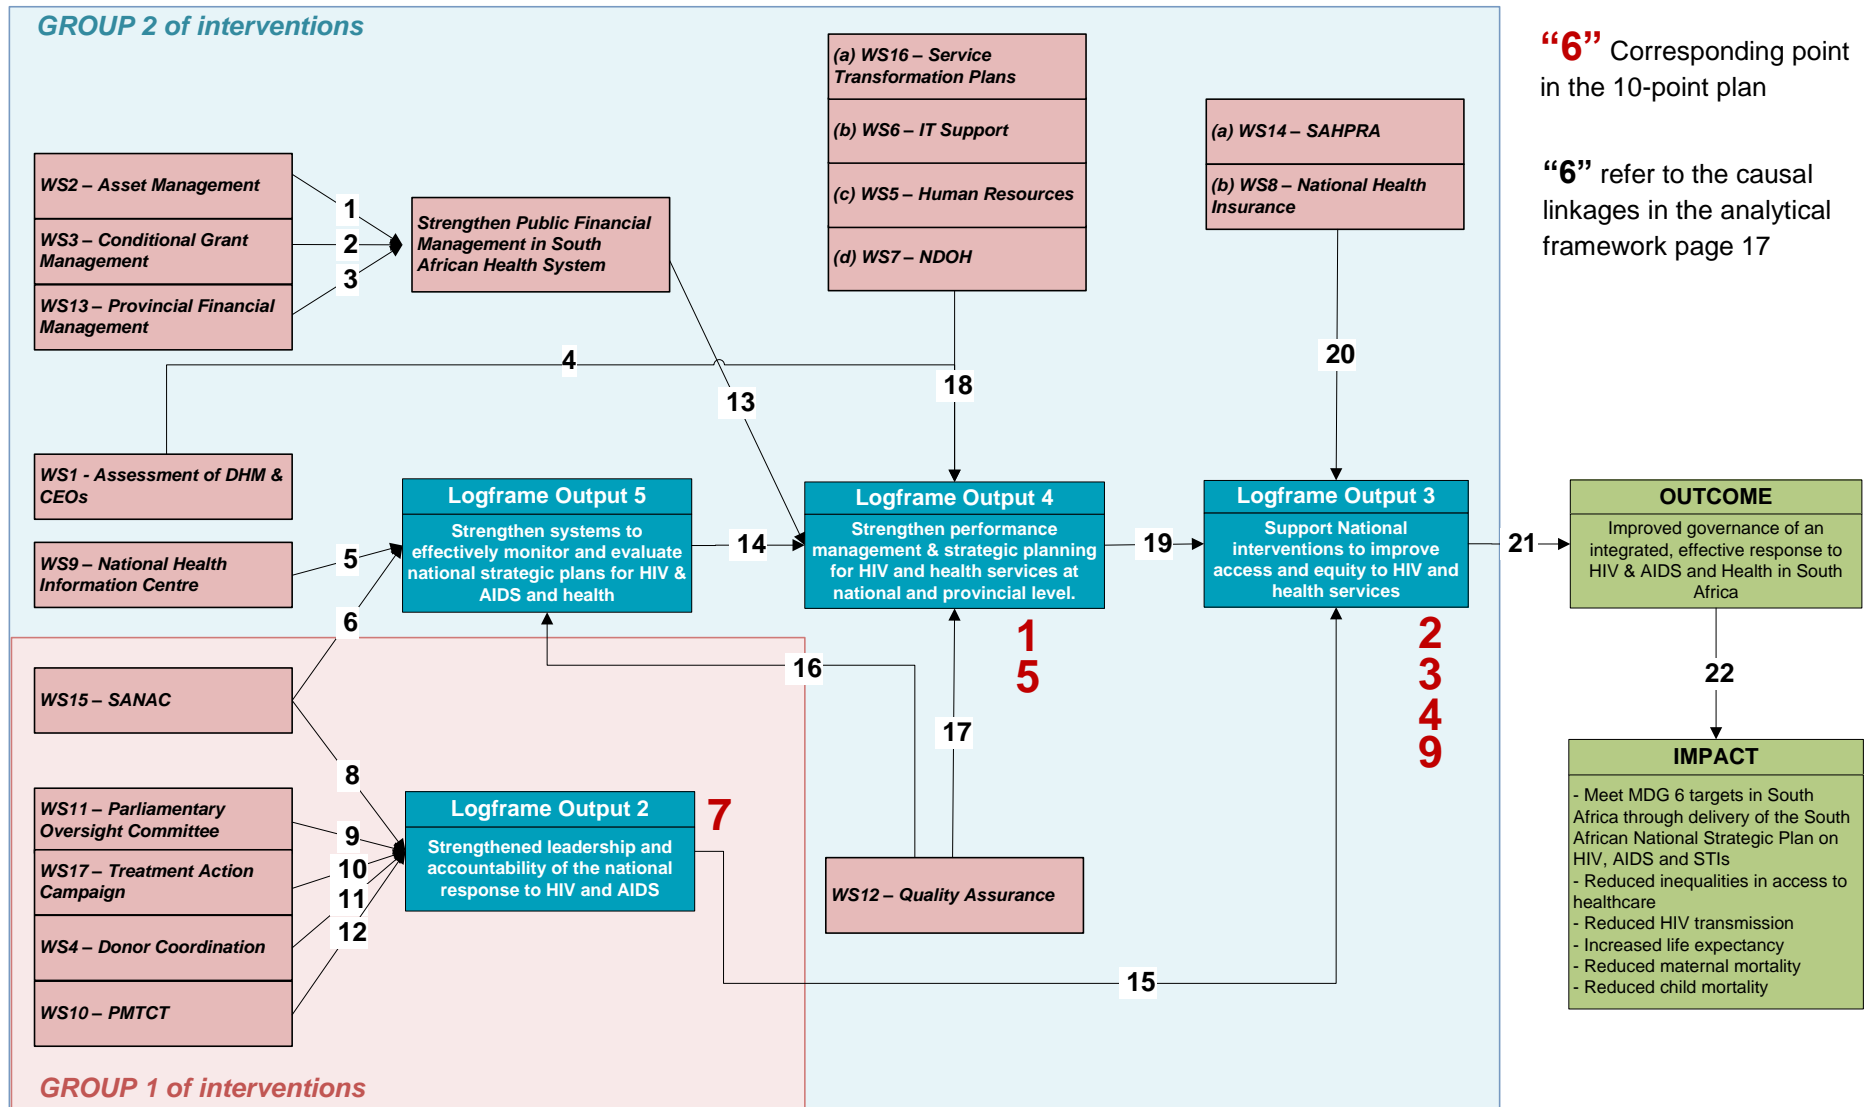 GROUP 2 of interventions
(a) WS16 – Service
Transformation Plans
(b) WS6 – IT Support
(c) WS5 – Human Resources
(d) WS7 – NDOH
(a) WS14 – SAHPRA
(b) WS8 – National Health
Insurance
“6” Corresponding point
in the 10-point plan
“6” refer to the causal
linkages in the analytical
framework page 17
WS2 – Asset Management
WS3 – Conditional Grant
Management
WS13 – Provincial Financial
Management
1
2
3
Strengthen Public Financial
Management in South
African Health System
4
13
18
20
WS1 - Assessment of DHM &
CEOs
WS9 – National Health
Information Centre
5
6
Logframe Output 5
Strengthen systems to
effectively monitor and evaluate
national strategic plans for HIV &
AIDS and health
14
Logframe Output 4
Strengthen performance
management & strategic planning
for HIV and health services at
national and provincial level.
19
Logframe Output 3
Support National
interventions to improve
access and equity to HIV and
health services
21
OUTCOME
Improved governance of an
integrated, effective response to
HIV & AIDS and Health in South
Africa
1
5
2
3
4
9
16
17
22
WS15 – SANAC
8
WS11 – Parliamentary
Oversight Committee
WS17 – Treatment Action
Campaign
WS4 – Donor Coordination
WS10 – PMTCT
9
10
11
12
Logframe Output 2
Strengthened leadership and
accountability of the national
response to HIV and AIDS
7
WS12 – Quality Assurance
15
IMPACT
- Meet MDG 6 targets in South
Africa through delivery of the South
African National Strategic Plan on
HIV, AIDS and STIs
- Reduced inequalities in access to
healthcare
- Reduced HIV transmission
- Increased life expectancy
- Reduced maternal mortality
- Reduced child mortality
GROUP 1 of interventions